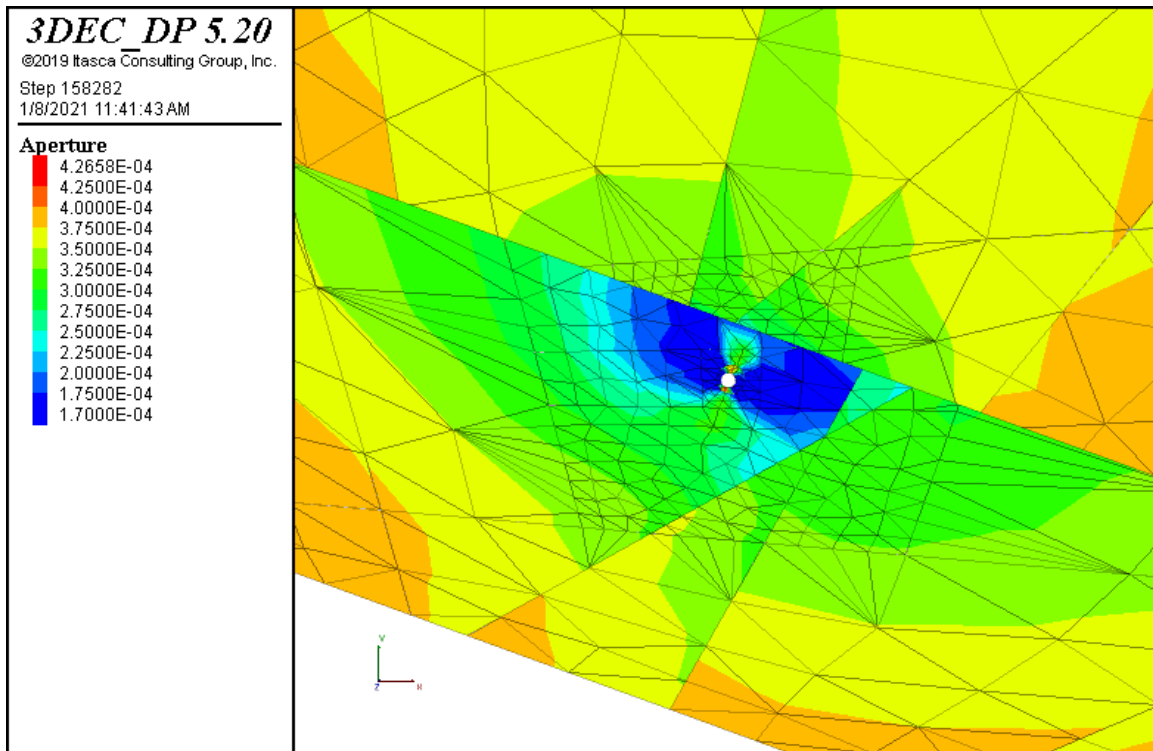 3DEC_DP 5.20
©2019 Itasca Consulting Group, Inc.
Step 158282
1/8/2021 11:41:43 AM
Aperture
4.2658E-04
4.2500E-04
4.0000E-04
3.7500E-04
3.5000E-04
3.2500E-04
3.0000E-04
2.7500E-04
2.5000E-04
2.2500E-04
2.0000E-04
1.7500E-04
1.7000E-04
Y
Z
X